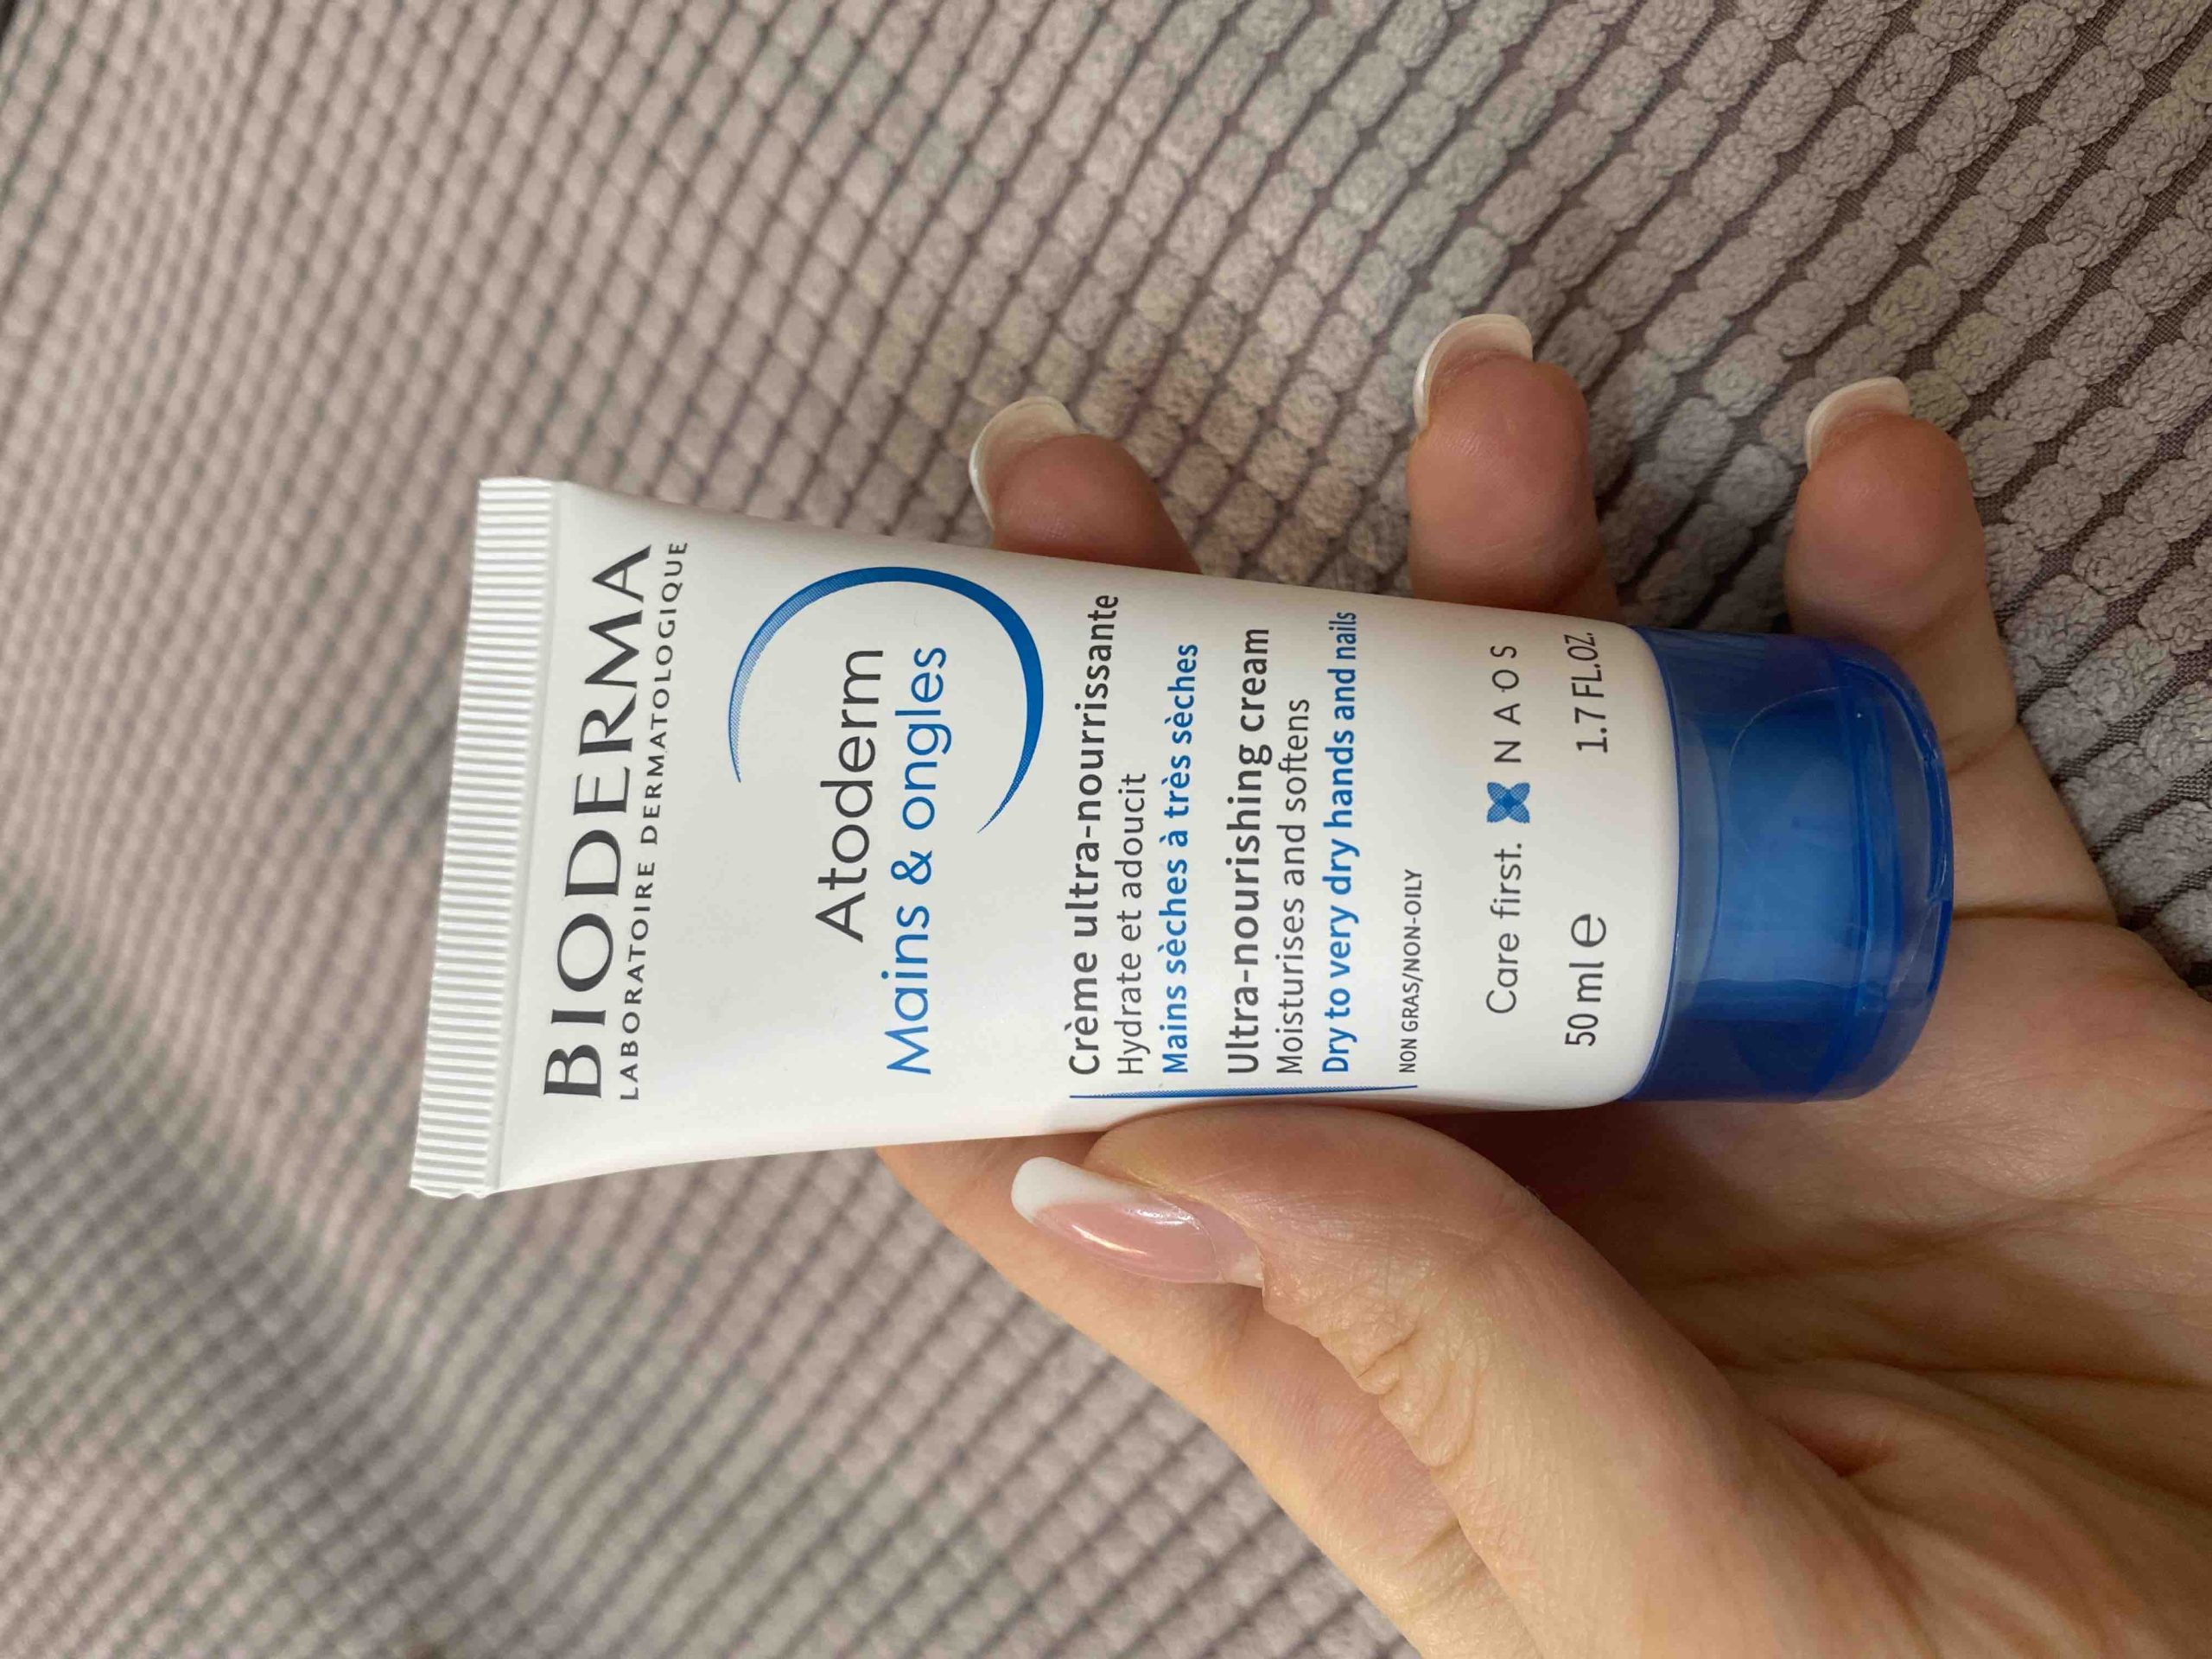 BIODERMA
LABORATOIRE DERMATOLOGIQUE
Atoderm
Mains & ongles
Crème ultra-nourrissante
Hydrate et adoucit
Mains sèches à très sèches
Ultra-nourishing cream
Moisturises and softens
Dry to very dry hands and nails
NON GRAS/NON-OILY
Care first. NAOS
50 ml e 1.7 FL.OZ.